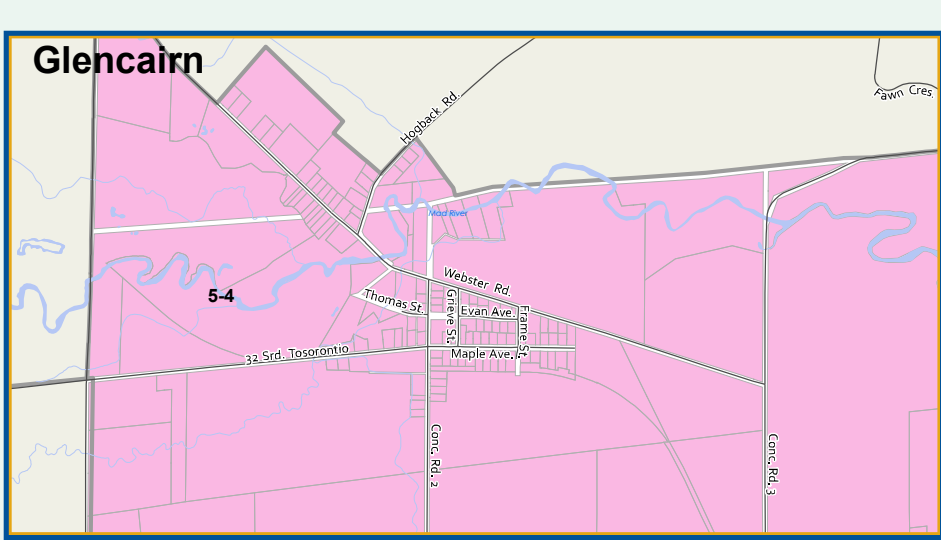 Glencairn
Fawn Cres.
Hogback Rd.
Mad River
Webster Rd.
5-4
Thomas St.
Grieve St.
Evan Ave.
Frame St.
32 Srd. Tosorontio
Maple Ave.
Conc. Rd. 2
Conc. Rd. 3